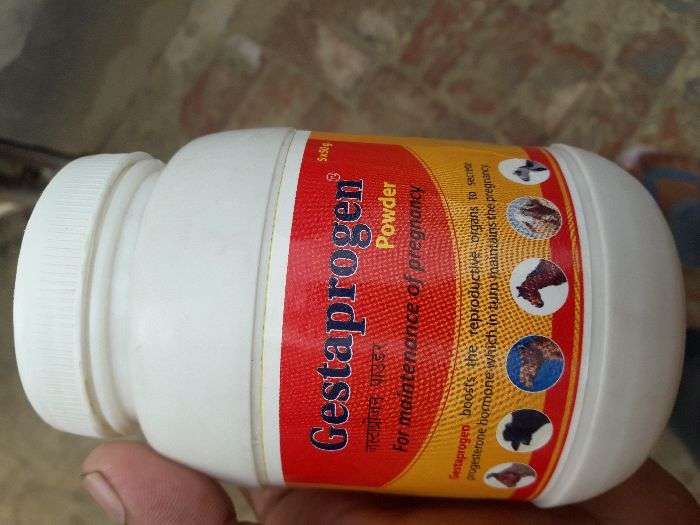 5x50 g
Gestaprogen®
Powder
गेस्टाप्रोजन पाउडर
For maintenance of pregnancy
Gestaprogen boosts the reproductive organs to secrete
progesterone hormone which in turn maintains the pregnancy